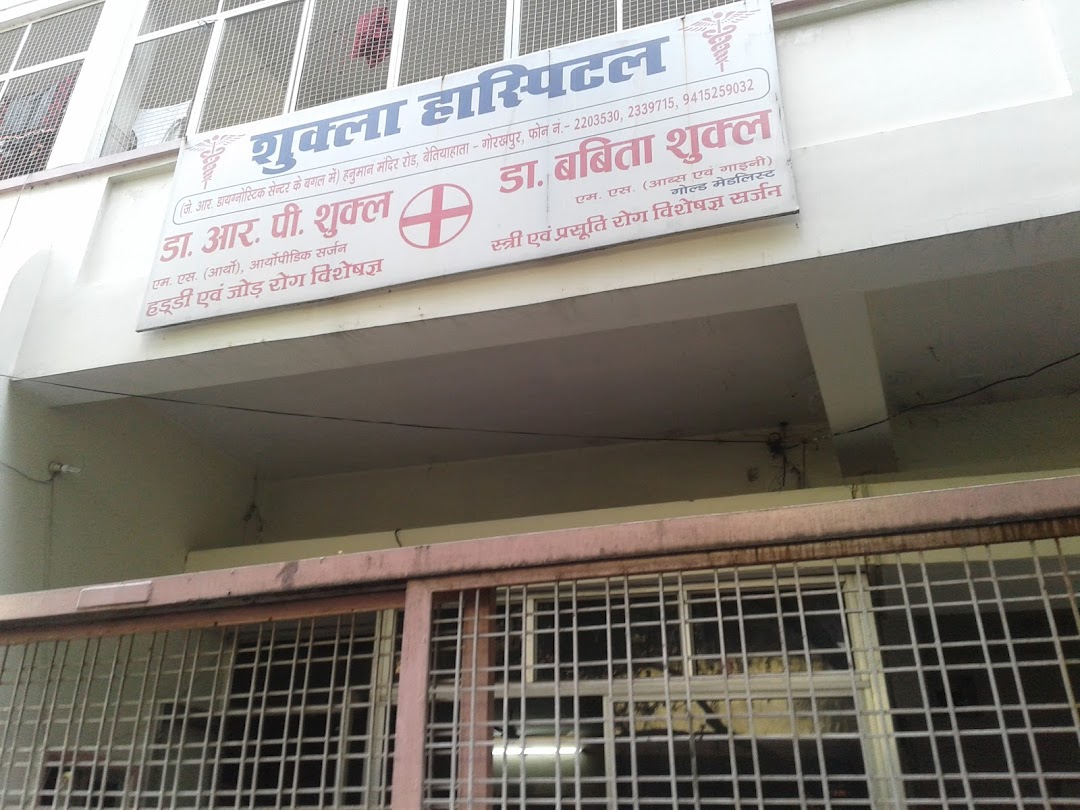 शुक्ला हास्पिटल
(जे. आर. डायग्नोस्टिक सेन्टर के बगल में) हनुमान मंदिर रोड, बेतियाहाता - गोरखपुर, फोन न.- 2203530, 2339715, 9415259032
डा. आर. पी. शुक्ल
एम. एस. (आर्थो), आर्थोपीडिक सर्जन
हड्डी एवं जोड़ रोग विशेषज्ञ
डा. बबिता शुक्ल
एम. एस. (आब्स एवं गाइनी)
गोल्ड मेडलिस्ट
स्त्री एवं प्रसूति रोग विशेषज्ञ सर्जन